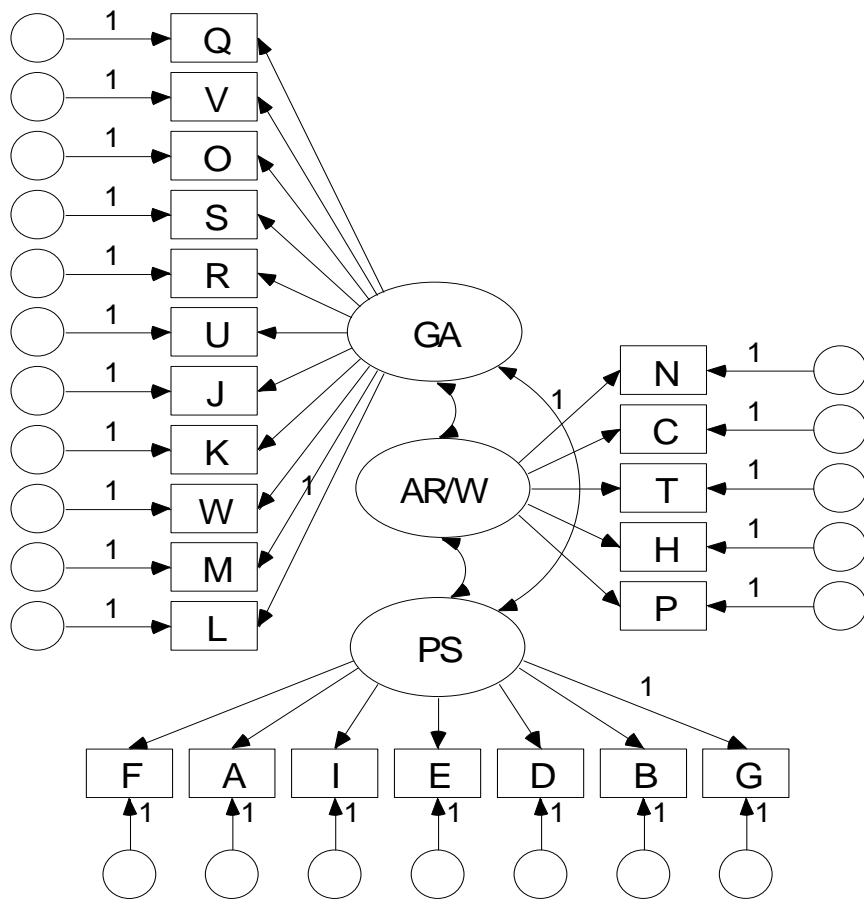 1 Q
1 V
1 O
1 S
1 R
1 U
GA
1 J
N 1
1 K
1
C 1
1 W
1
AR/W
T 1
1 M
H 1
1 L
P 1
PS
1
F A I E D B G
1 1 1 1 1 1 1